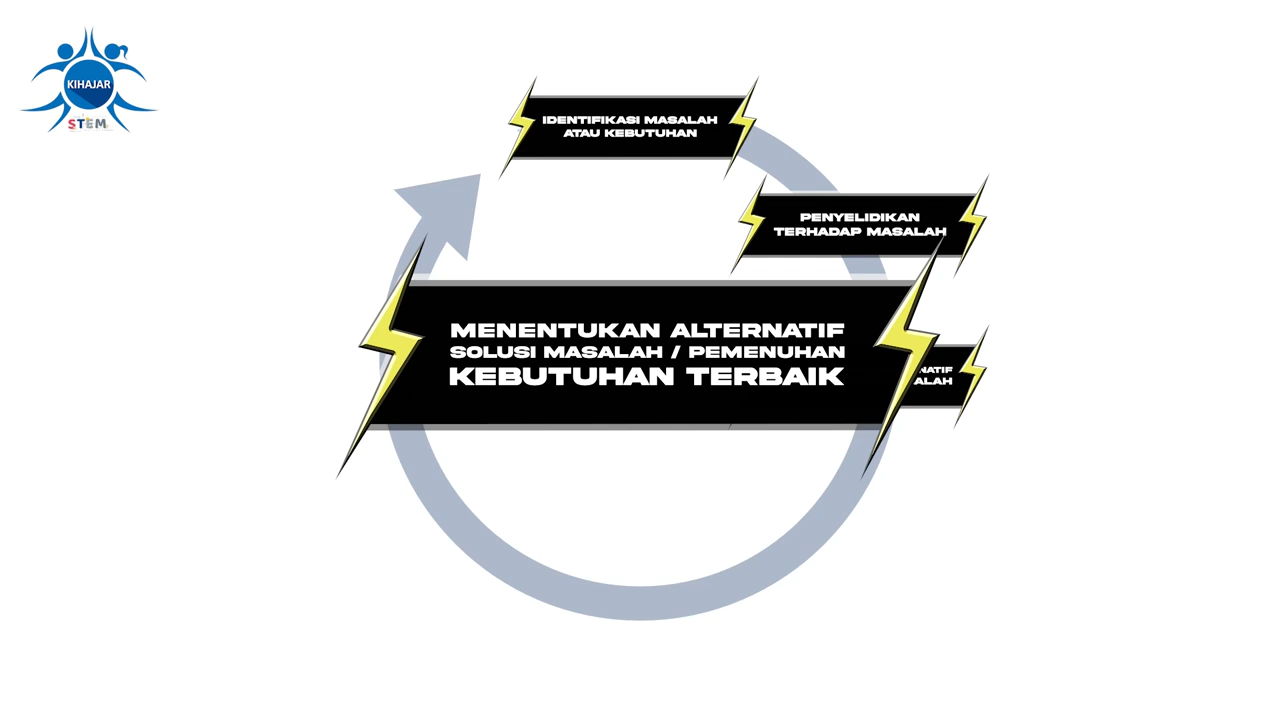 KIHAJAR
STEM
IDENTIFIKASI MASALAH
ATAU KEBUTUHAN
PENYELIDIKAN
TERHADAP MASALAH
MENENTUKAN ALTERNATIF
SOLUSI MASALAH / PEMENUHAN
KEBUTUHAN TERBAIK